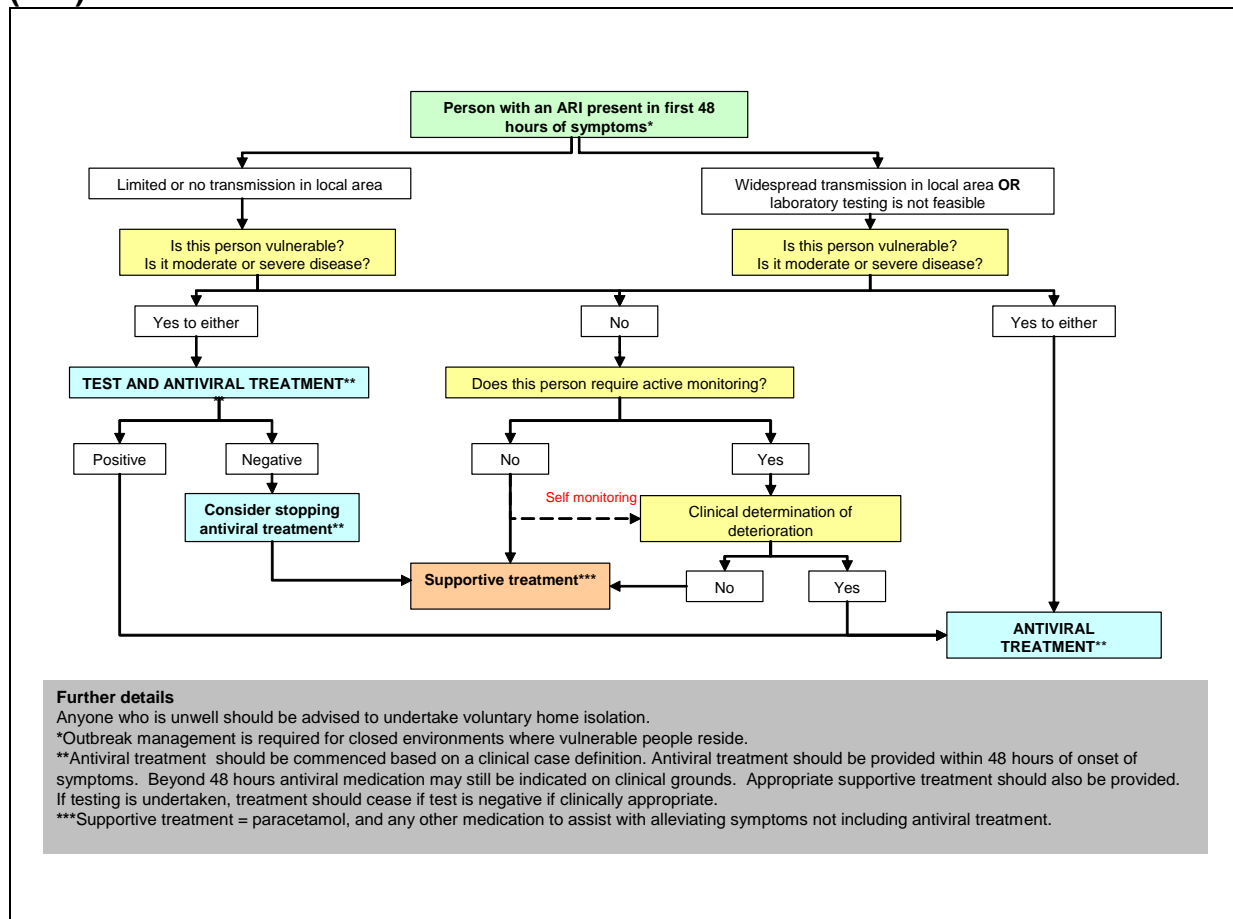 Person with an ARI present in first 48
hours of symptoms*
Limited or no transmission in local area
Widespread transmission in local area OR
laboratory testing is not feasible
Is this person vulnerable?
Is it moderate or severe disease?
Is this person vulnerable?
Is it moderate or severe disease?
Yes to either
No
Yes to either
TEST AND ANTIVIRAL TREATMENT**
***
Does this person require active monitoring?
Positive
Negative
No
Yes
Consider stopping
antiviral treatment**
Self monitoring
Clinical determination of
deterioration
Supportive treatment***
No
Yes
ANTIVIRAL
TREATMENT**
Further details
Anyone who is unwell should be advised to undertake voluntary home isolation.
*Outbreak management is required for closed environments where vulnerable people reside.
**Antiviral treatment  should be commenced based on a clinical case definition. Antiviral treatment should be provided within 48 hours of onset of
symptoms.  Beyond 48 hours antiviral medication may still be indicated on clinical grounds.  Appropriate supportive treatment should also be provided.
If testing is undertaken, treatment should cease if test is negative if clinically appropriate.
***Supportive treatment = paracetamol, and any other medication to assist with alleviating symptoms not including antiviral treatment.